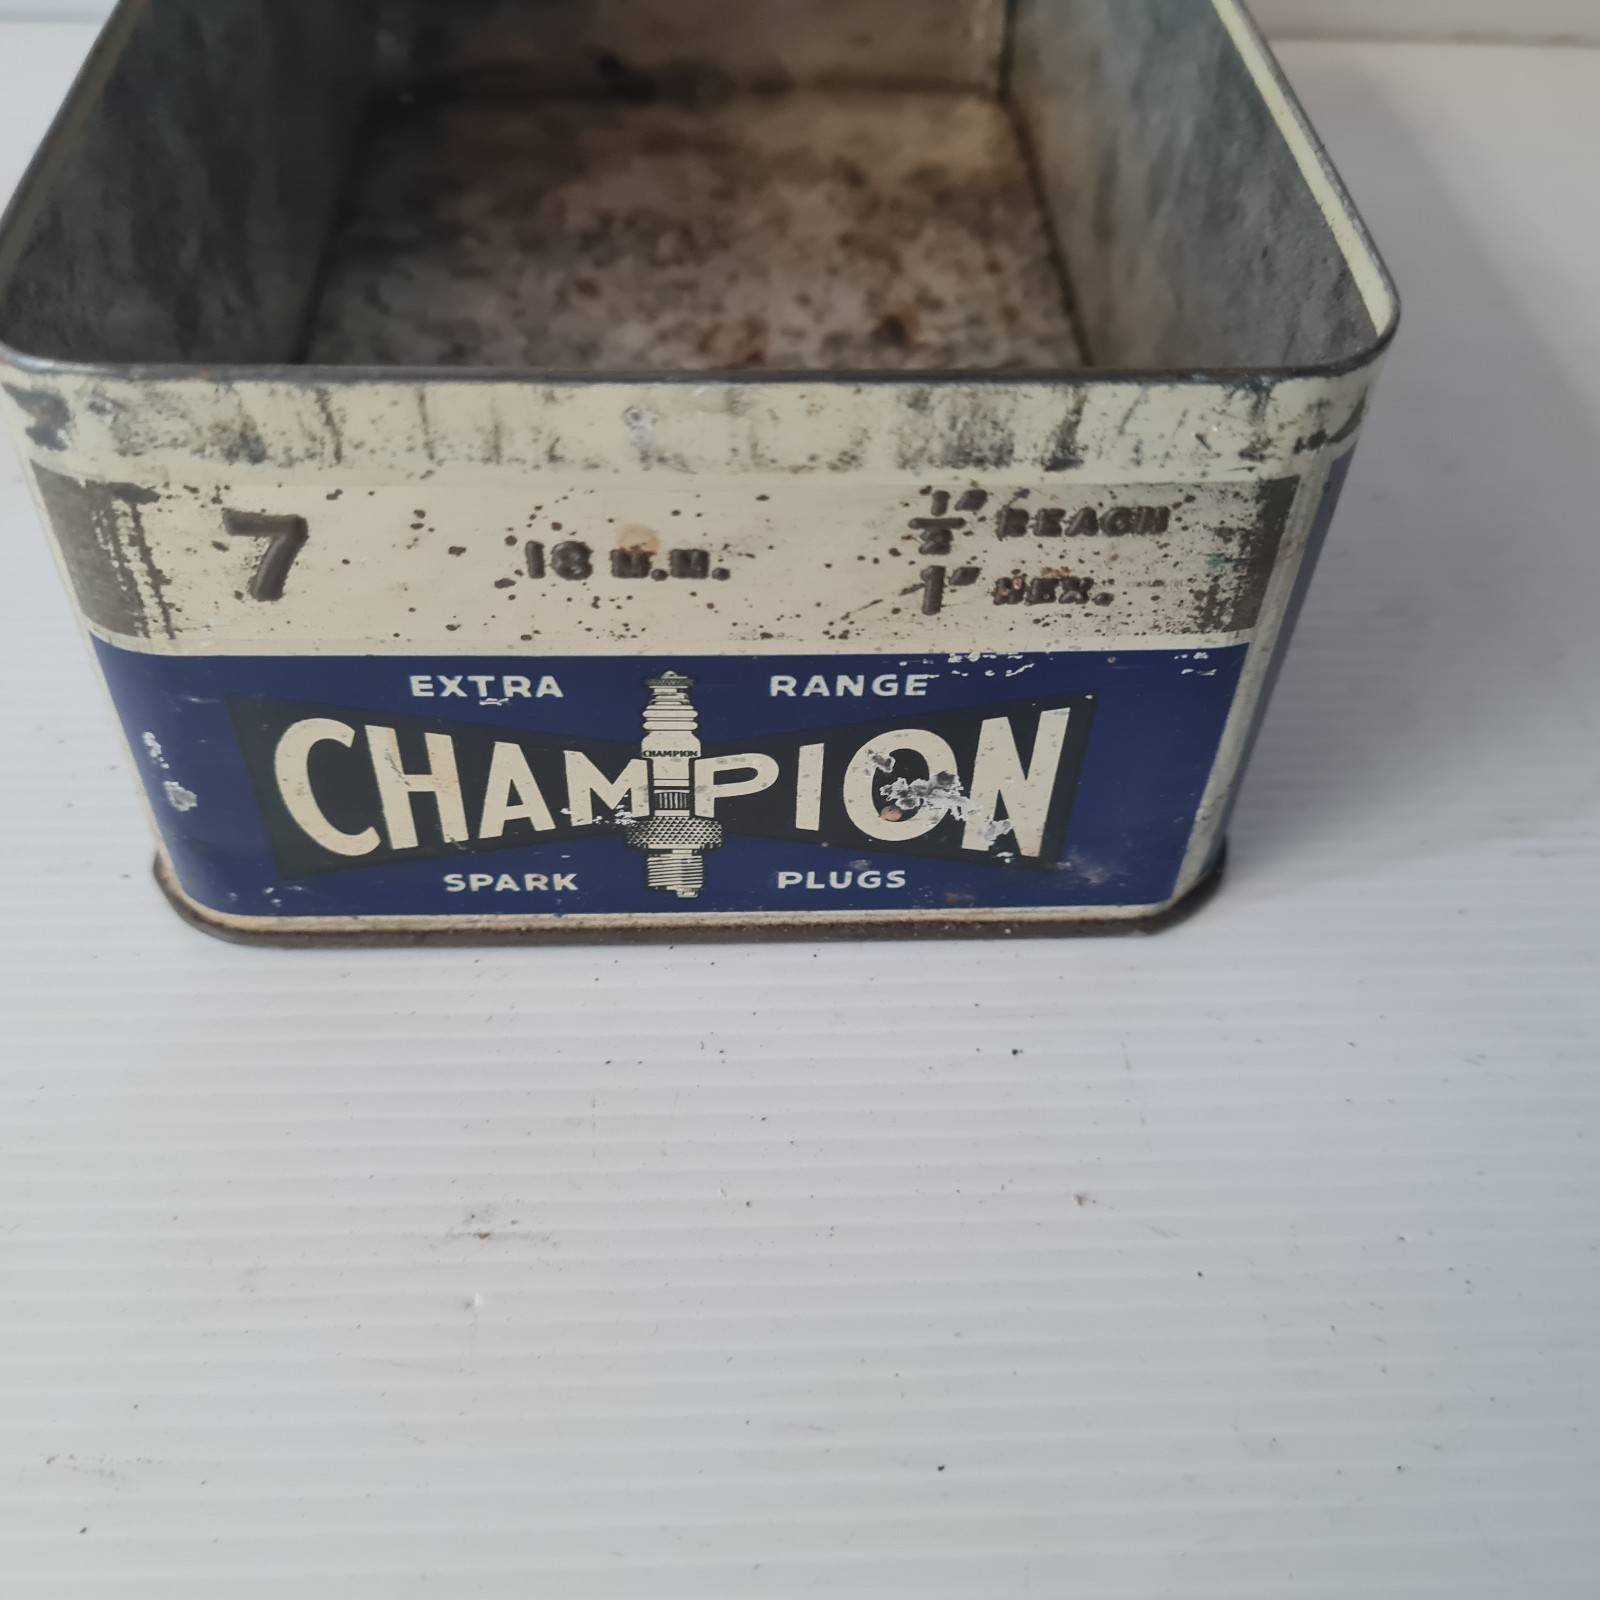 7 18 M.M. 1/2" REACH
1" HEX.
EXTRA RANGE
CHAMPION
CHAMPION
SPARK PLUGS